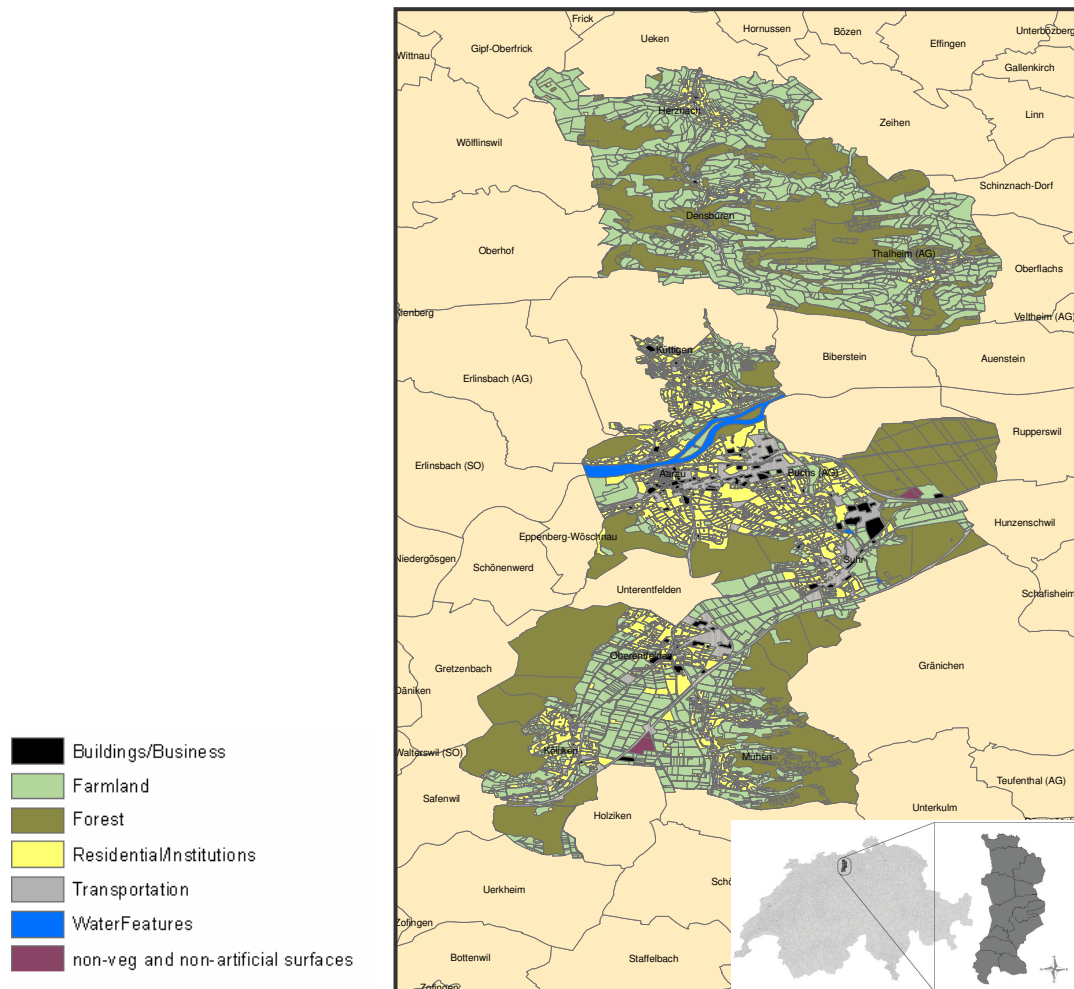 Frick
Hornussen
Bözen
Unterbözberg
Wittnau
Gipf-Oberfrick
Ueken
Effingen
Gallenkirch
Herznach
Linn
Zeihen
Wölflinswil
Schinznach-Dorf
Densbüren
Oberhof
Thalheim (AG)
Oberflachs
Veltheim (AG)
Küttigen
Biberstein
Auenstein
Erlinsbach (AG)
Rupperswil
Erlinsbach (SO)
Aarau
Buchs (AG)
Hunzenschwil
Eppenberg-Wöschnau
Niedergösgen
Schönenwerd
Suhr
Unterentfelden
Schafisheim
Oberentfelden
Gretzenbach
Gränichen
Däniken
Walterswil (SO)
Kölliken
Muhen
Teufenthal (AG)
Safenwil
Holziken
Unterkulm
Uerkheim
Zofingen
Bottenwil
Staffelbach
Zofingen
Buildings/Business
Farmland
Forest
Residential/Institutions
Transportation
WaterFeatures
non-veg and non-artificial surfaces